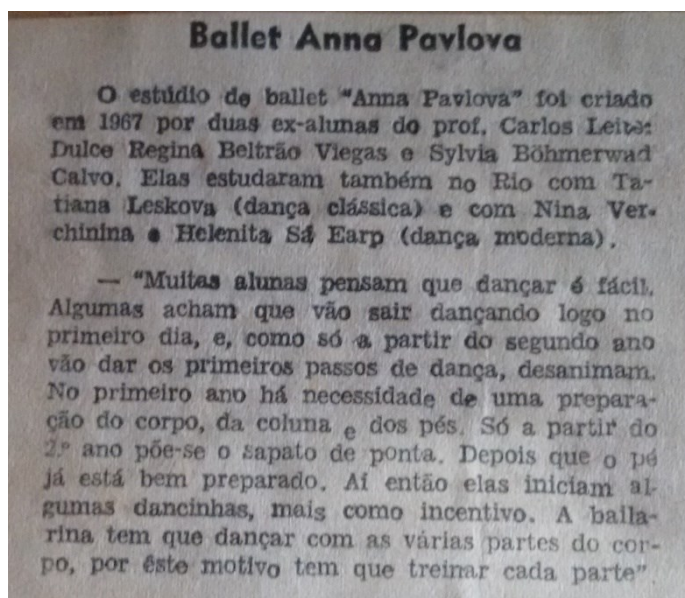 Ballet Anna Pavlova
O estúdio de ballet "Anna Pavlova" foi criado
em 1967 por duas ex-alunas do prof. Carlos Leite:
Dulce Regina Beltrão Viegas e Sylvia Böhmerwad
Calvo. Elas estudaram também no Rio com Ta-
tiana Leskova (dança clássica) e com Nina Ver-
chinina e Helenita Sá Earp (dança moderna).
— "Muitas alunas pensam que dançar é fácil.
Algumas acham que vão sair dançando logo no
primeiro dia, e, como só a partir do segundo ano
vão dar os primeiros passos de dança, desanimam.
No primeiro ano há necessidade de uma prepara-
ção do corpo, da coluna e dos pés. Só a partir do
2.º ano põe-se o sapato de ponta. Depois que o pé
já está bem preparado. Aí então elas iniciam al-
gumas dancinhas, mais como incentivo. A baila-
rina tem que dançar com as várias partes do cor-
po, por êste motivo tem que treinar cada parte"